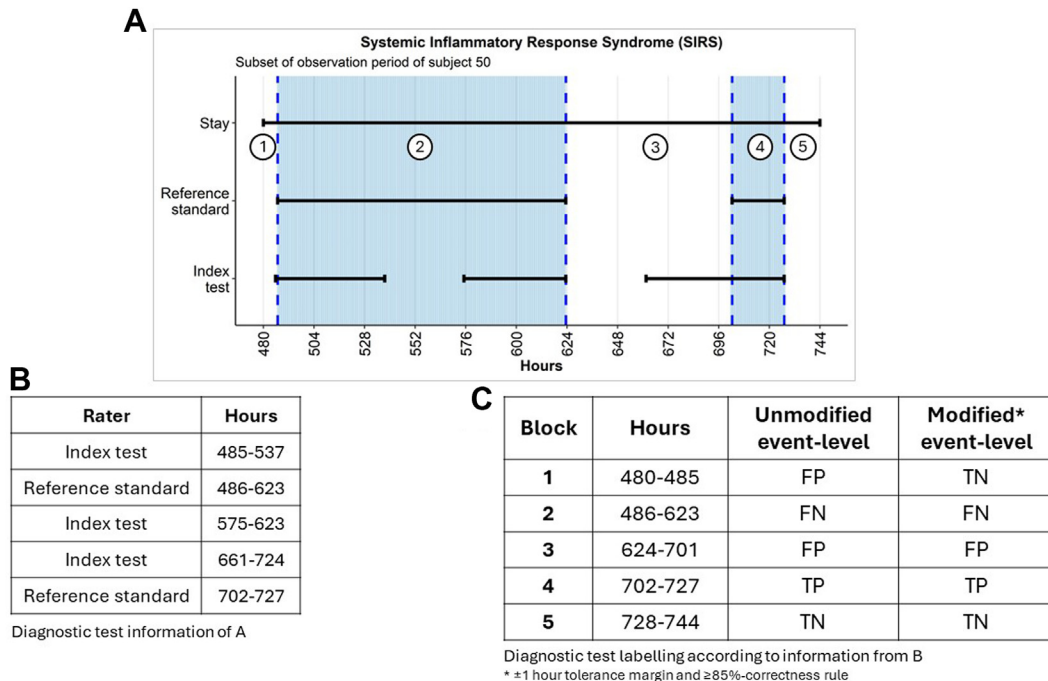 A
Systemic Inflammatory Response Syndrome (SIRS)
Subset of observation period of subject 50
Stay
1 2 3 4 5
Reference
standard
Index
test
480 504 528 552 576 600 624 648 672 696 720 744
Hours
B
Rater Hours
Index test 485-537
Reference standard 486-623
Index test 575-623
Index test 661-724
Reference standard 702-727
Diagnostic test information of A
C
Block Hours Unmodified event-level Modified* event-level
1 480-485 FP TN
2 486-623 FN FN
3 624-701 FP FP
4 702-727 TP TP
5 728-744 TN TN
Diagnostic test labelling according to information from B
* ±1 hour tolerance margin and ≥85%-correctness rule